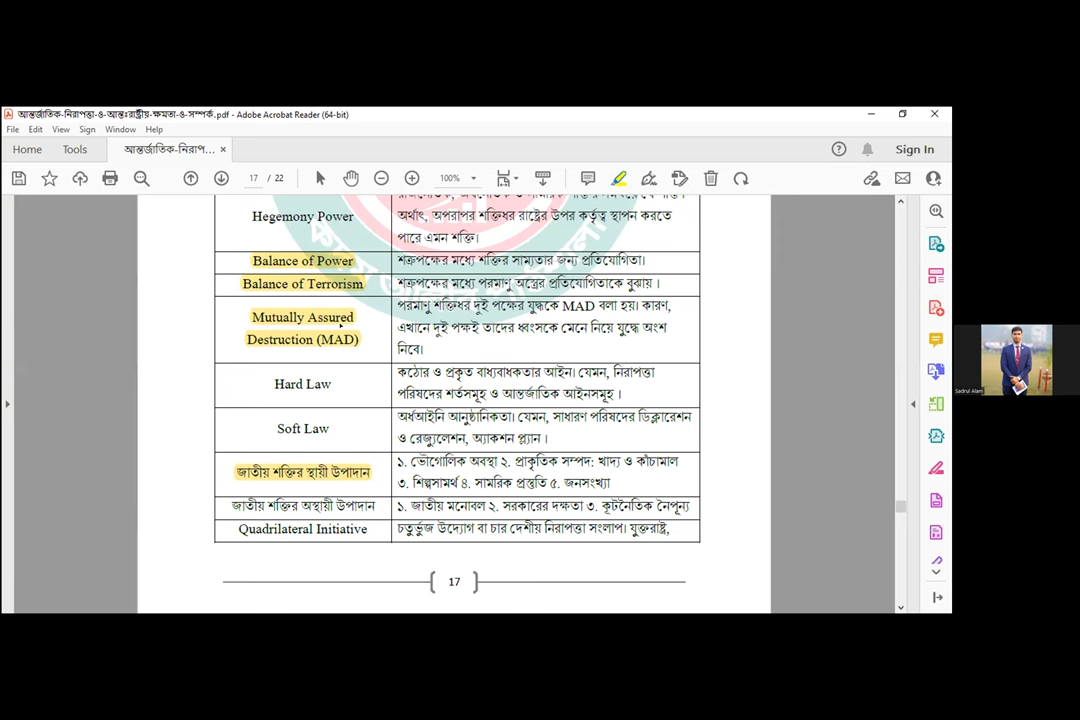 আন্তর্জাতিক-নিরাপত্তা-ও-আন্তঃরাষ্ট্রীয়-ক্ষমতা-ও-সম্পর্ক.pdf - Adobe Acrobat Reader (64-bit)
File Edit View Sign Window Help
Home Tools আন্তর্জাতিক-নিরাপ... × Sign In
17 / 22 100%
Hegemony Power
অর্থাৎ, অপরাপর শক্তিধর রাষ্ট্রের উপর কর্তৃত্ব স্থাপন করতে
পারে এমন শক্তি।
Balance of Power শত্রুপক্ষের মধ্যে শক্তির সাম্যতার জন্য প্রতিযোগিতা।
Balance of Terrorism শত্রুপক্ষের মধ্যে পরমাণু অস্ত্রের প্রতিযোগিতাকে বুঝায়।
Mutually Assured
Destruction (MAD)
পরমাণু শক্তিধর দুই পক্ষের যুদ্ধকে MAD বলা হয়। কারণ,
এখানে দুই পক্ষই তাদের ধ্বংসকে মেনে নিয়ে যুদ্ধে অংশ
নিবে।
Hard Law
কঠোর ও প্রকৃত বাধ্যবাধকতার আইন। যেমন, নিরাপত্তা
পরিষদের শর্তসমূহ ও আন্তর্জাতিক আইনসমূহ।
Soft Law
অর্ধআইনি আনুষ্ঠানিকতা। যেমন, সাধারণ পরিষদের ডিক্লারেশন
ও রেজ্যুলেশন, অ্যাকশন প্ল্যান।
জাতীয় শক্তির স্থায়ী উপাদান
১. ভৌগোলিক অবস্থা ২. প্রাকৃতিক সম্পদ: খাদ্য ও কাঁচামাল
৩. শিল্পসামর্থ ৪. সামরিক প্রস্তুতি ৫. জনসংখ্যা
জাতীয় শক্তির অস্থায়ী উপাদান ১. জাতীয় মনোবল ২. সরকারের দক্ষতা ৩. কূটনৈতিক নৈপূন্য
Quadrilateral Initiative চতুর্ভুজ উদ্যোগ বা চার দেশীয় নিরাপত্তা সংলাপ। যুক্তরাষ্ট্র,
17
Sadrul Alam